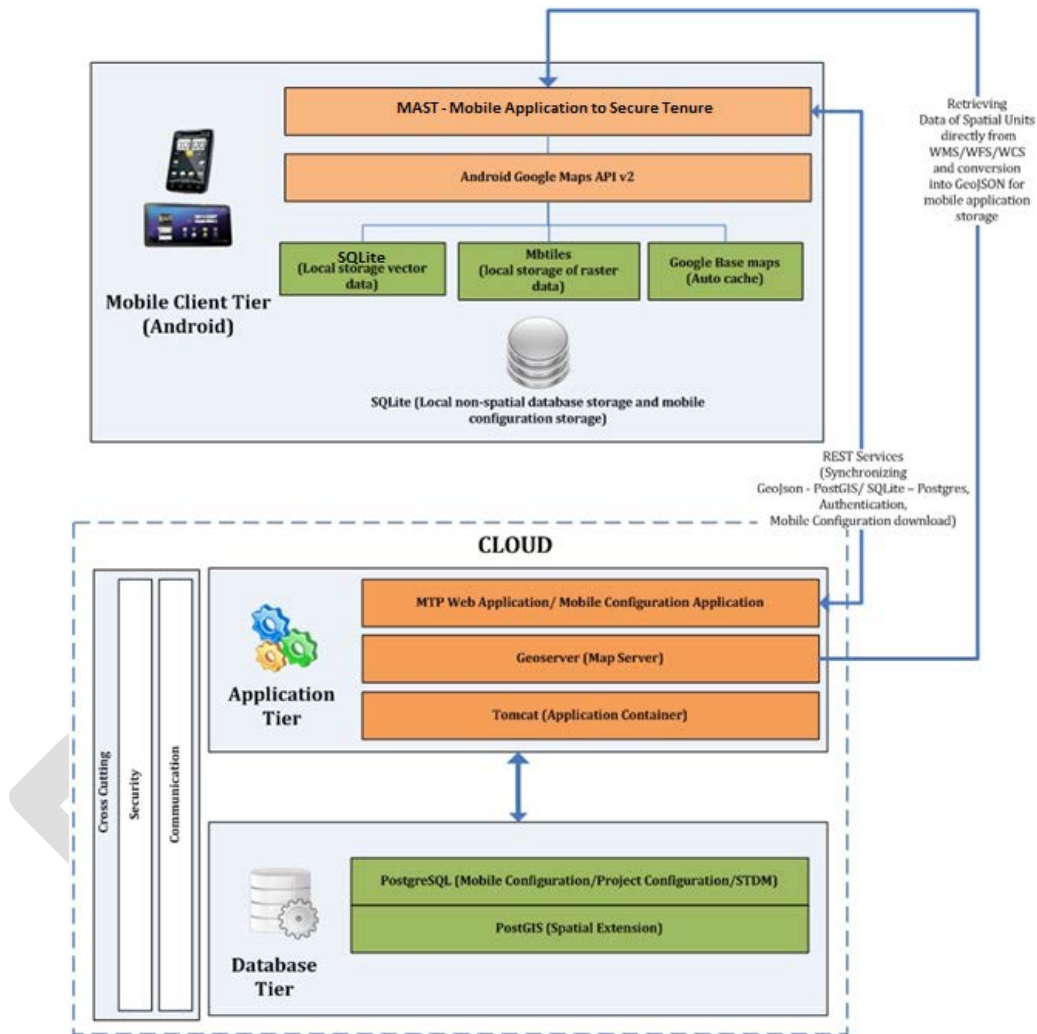 MAST - Mobile Application to Secure Tenure
Android Google Maps API v2
SQLite
(Local storage vector
data)
Mbtiles
(local storage of raster
data)
Google Base maps
(Auto cache)
Mobile Client Tier
(Android)
SQLite (Local non-spatial database storage and mobile
configuration storage)
Retrieving
Data of Spatial Units
directly from
WMS/WFS/WCS
and conversion
into GeoJSON for
mobile application
storage
REST Services
(Synchronizing
GeoJson - PostGIS/ SQLite – Postgres,
Authentication,
Mobile Configuration download)
CLOUD
Cross Cutting
Security
Communication
Application
Tier
MTP Web Application/ Mobile Configuration Application
Geoserver (Map Server)
Tomcat (Application Container)
Database
Tier
PostgreSQL (Mobile Configuration/Project Configuration/STDM)
PostGIS (Spatial Extension)